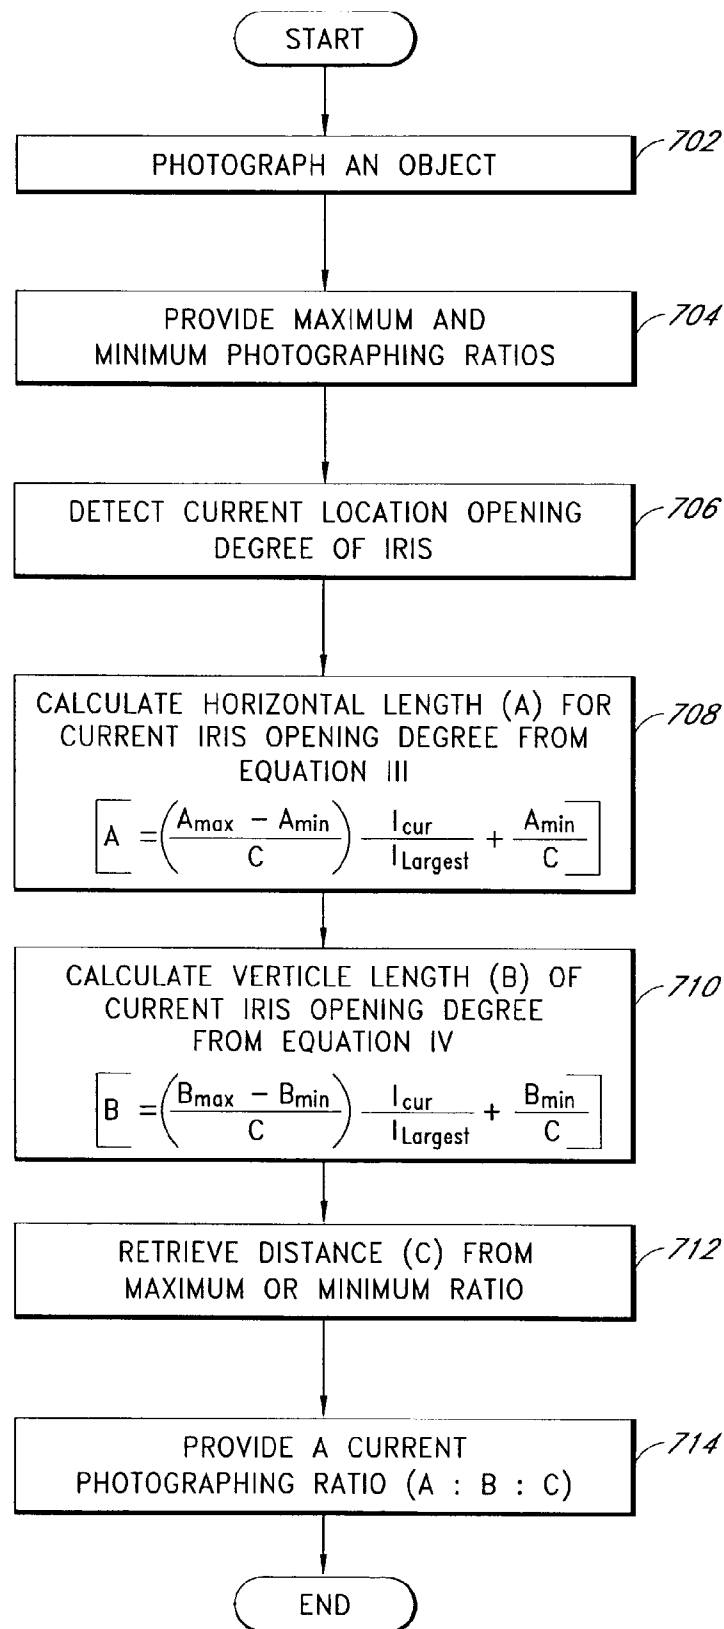 START
PHOTOGRAPH AN OBJECT
702
PROVIDE MAXIMUM AND
MINIMUM PHOTOGRAPHING RATIOS
704
DETECT CURRENT LOCATION OPENING
DEGREE OF IRIS
706
CALCULATE HORIZONTAL LENGTH (A) FOR
CURRENT IRIS OPENING DEGREE FROM
EQUATION III
[A = ((Amax − Amin)/C) Icur/ILargest + Amin/C]
708
CALCULATE VERTICLE LENGTH (B) OF
CURRENT IRIS OPENING DEGREE
FROM EQUATION IV
[B = ((Bmax − Bmin)/C) Icur/ILargest + Bmin/C]
710
RETRIEVE DISTANCE (C) FROM
MAXIMUM OR MINIMUM RATIO
712
PROVIDE A CURRENT
PHOTOGRAPHING RATIO (A : B : C)
714
END